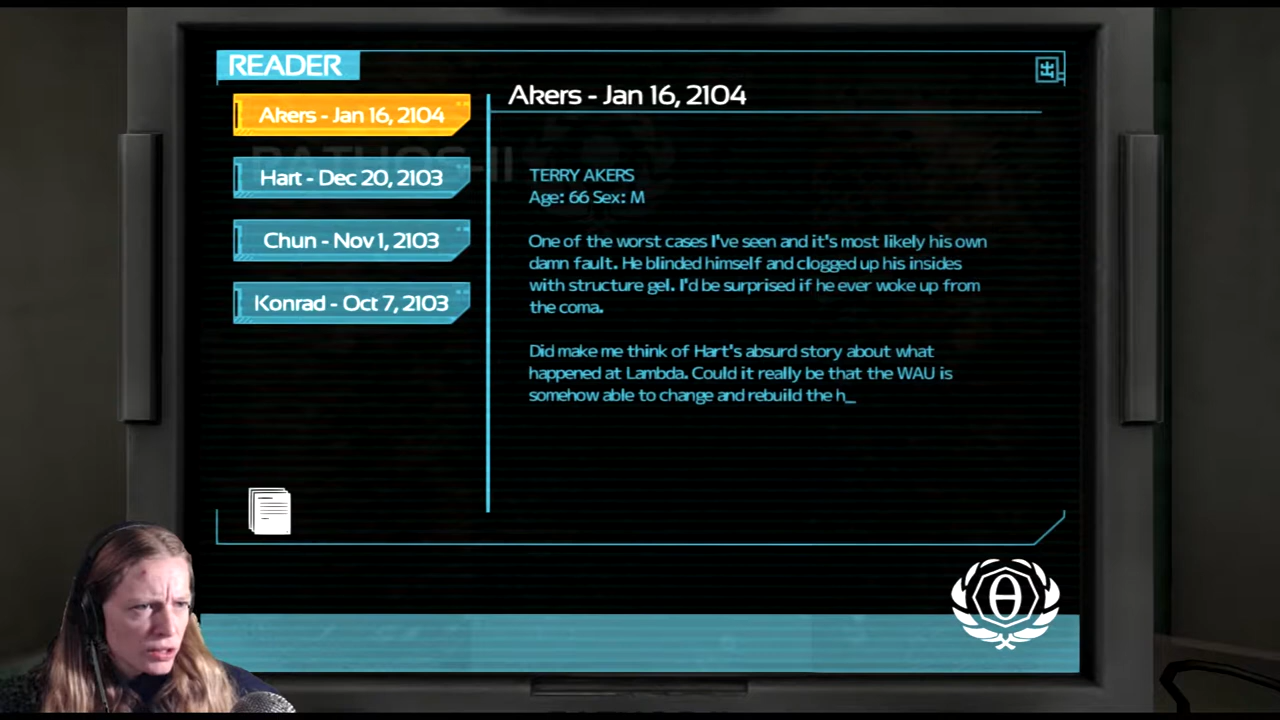 READER
Akers - Jan 16, 2104
Hart - Dec 20, 2103
Chun - Nov 1, 2103
Konrad - Oct 7, 2103
Akers - Jan 16, 2104
TERRY AKERS
Age: 66 Sex: M
One of the worst cases I've seen and it's most likely his own
damn fault. He blinded himself and clogged up his insides
with structure gel. I'd be surprised if he ever woke up from
the coma.
Did make me think of Hart's absurd story about what
happened at Lambda. Could it really be that the WAU is
somehow able to change and rebuild the h_
PATHOS-II